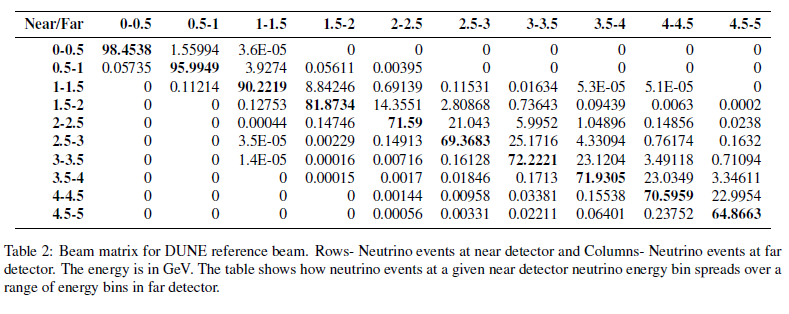 Near/Far 0-0.5 0.5-1 1-1.5 1.5-2 2-2.5 2.5-3 3-3.5 3.5-4 4-4.5 4.5-5
0-0.5 98.4538 1.55994 3.6E-05 0 0 0 0 0 0 0
0.5-1 0.05735 95.9949 3.9274 0.05611 0.00395 0 0 0 0 0
1-1.5 0 0.11214 90.2219 8.84246 0.69139 0.11531 0.01634 5.3E-05 5.1E-05 0
1.5-2 0 0 0.12753 81.8734 14.3551 2.80868 0.73643 0.09439 0.0063 0.0002
2-2.5 0 0 0.00044 0.14746 71.59 21.043 5.9952 1.04896 0.14856 0.0238
2.5-3 0 0 3.5E-05 0.00229 0.14913 69.3683 25.1716 4.33094 0.76174 0.1632
3-3.5 0 0 1.4E-05 0.00016 0.00716 0.16128 72.2221 23.1204 3.49118 0.71094
3.5-4 0 0 0 0.00015 0.0017 0.01846 0.1713 71.9305 23.0349 3.34611
4-4.5 0 0 0 0 0.00144 0.00958 0.03381 0.15538 70.5959 22.9954
4.5-5 0 0 0 0 0.00056 0.00331 0.02211 0.06401 0.23752 64.8663
Table 2: Beam matrix for DUNE reference beam. Rows- Neutrino events at near detector and Columns- Neutrino events at far
detector. The energy is in GeV. The table shows how neutrino events at a given near detector neutrino energy bin spreads over a
range of energy bins in far detector.